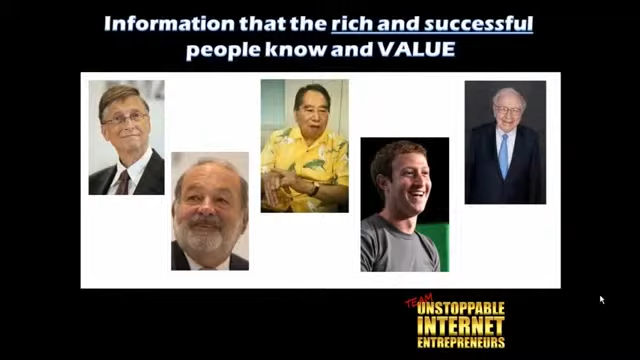 Information that the rich and successful
people know and VALUE
TEAM
UNSTOPPABLE
INTERNET
ENTREPRENEURS